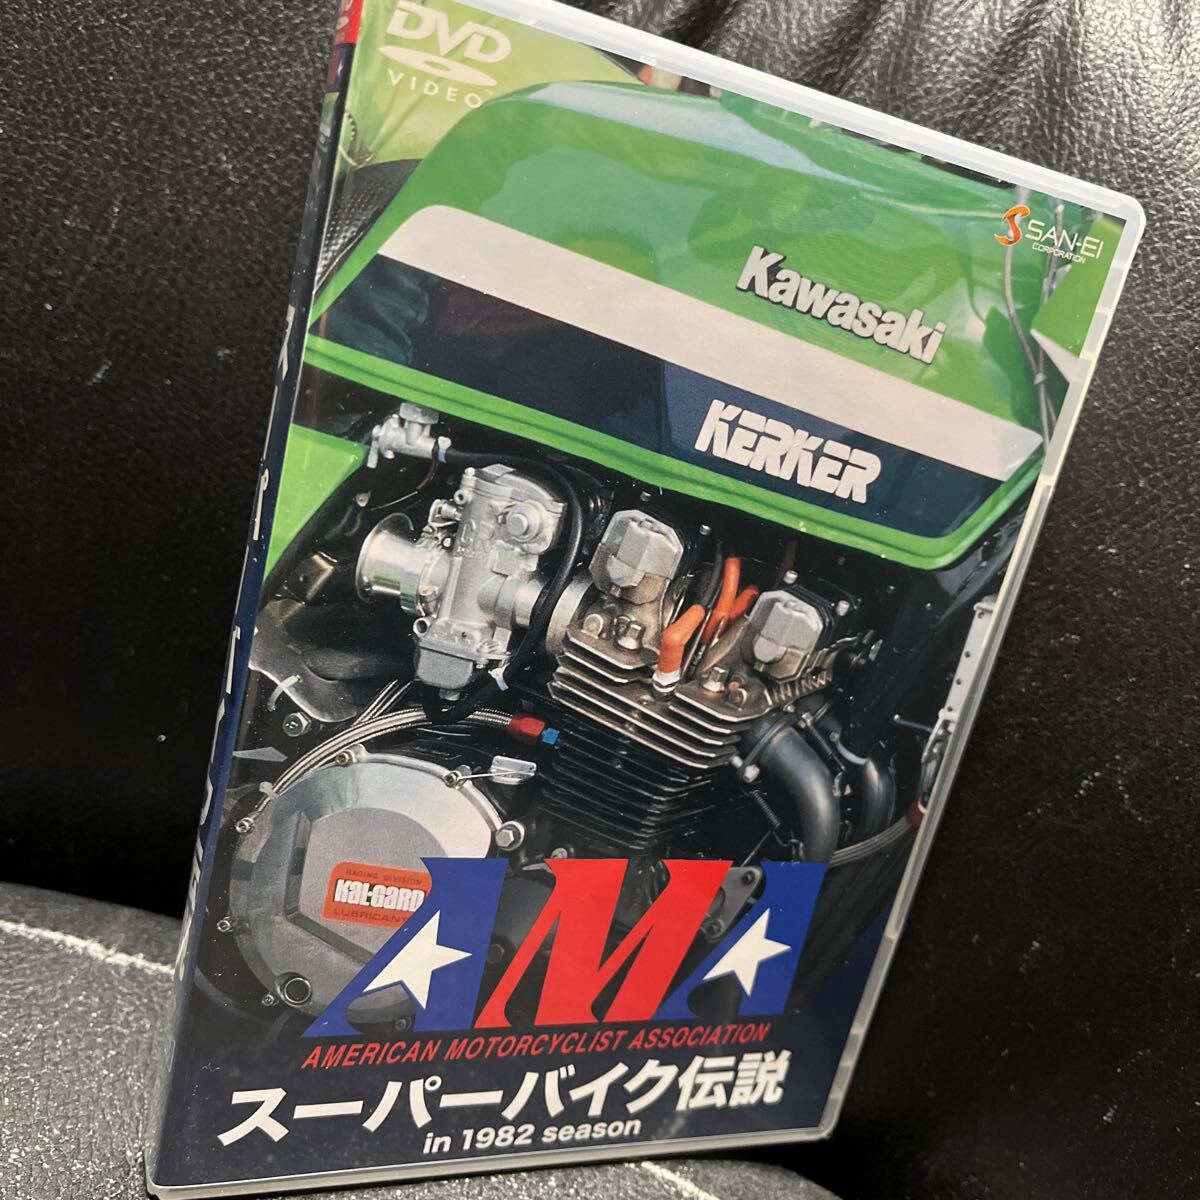 DVD
VIDEO
SAN-EI
CORPORATION
Kawasaki
KERKER
RACING DIVISION
KAL-GARD
LUBRICANT
AMA
AMERICAN MOTORCYCLIST ASSOCIATION
スーパーバイク伝説
in 1982 season